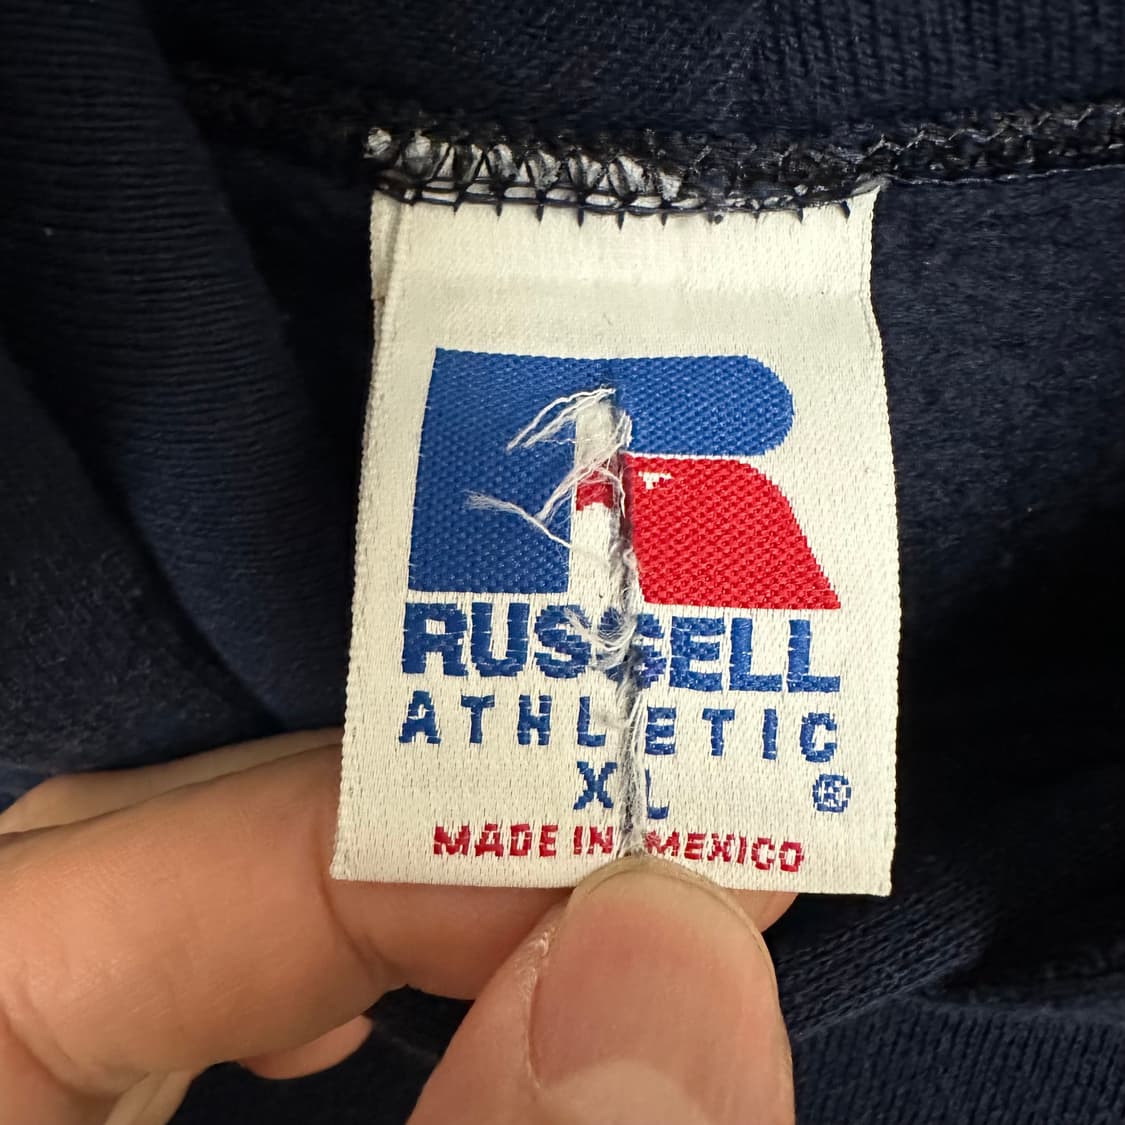 R
RUSSELL
ATHLETIC
XL ®
MADE IN MEXICO